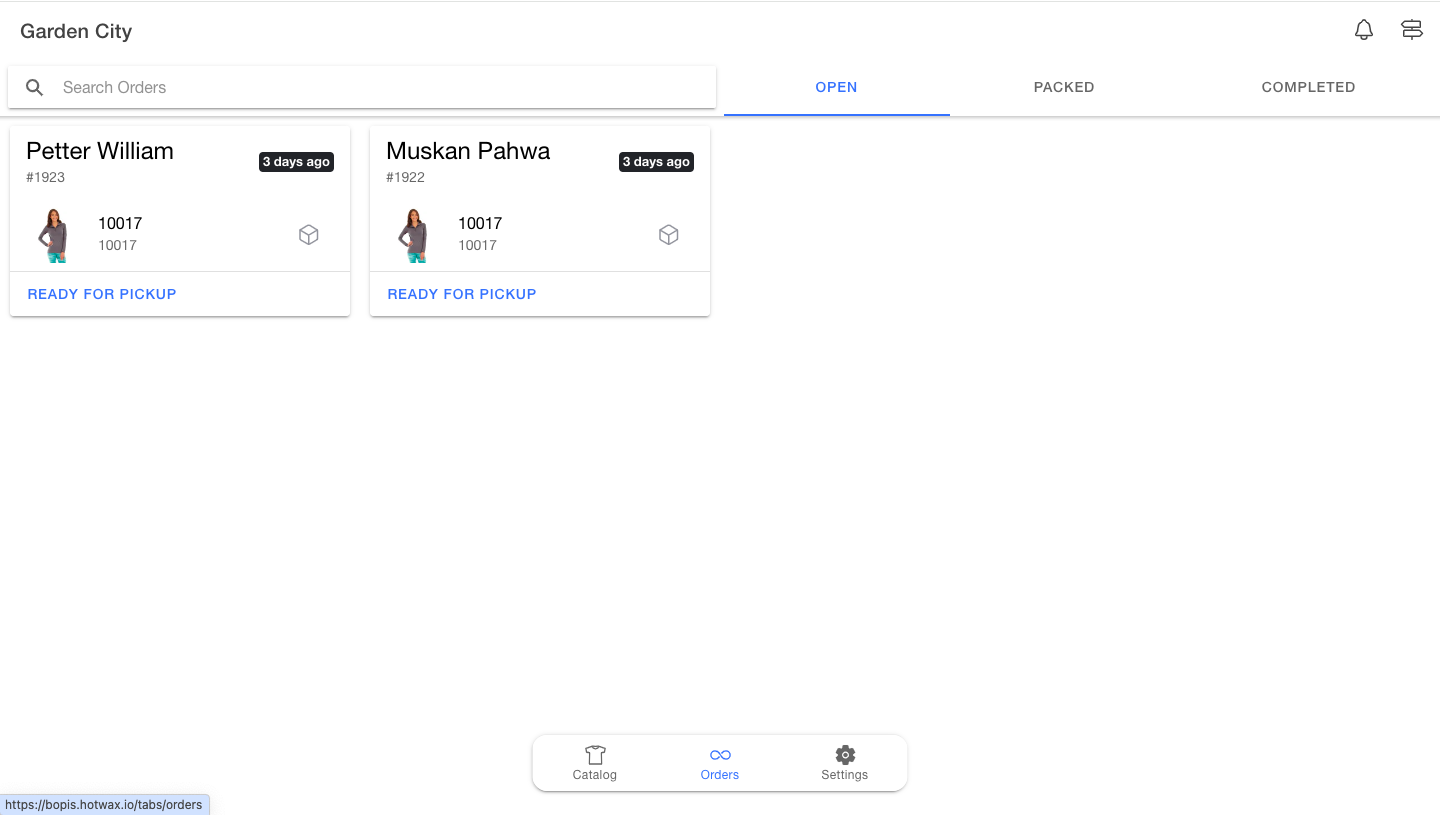 Garden City
Search Orders
OPEN
PACKED
COMPLETED
Petter William
3 days ago
#1923
10017
10017
READY FOR PICKUP
Muskan Pahwa
3 days ago
#1922
10017
10017
READY FOR PICKUP
Catalog
Orders
Settings
https://bopis.hotwax.io/tabs/orders